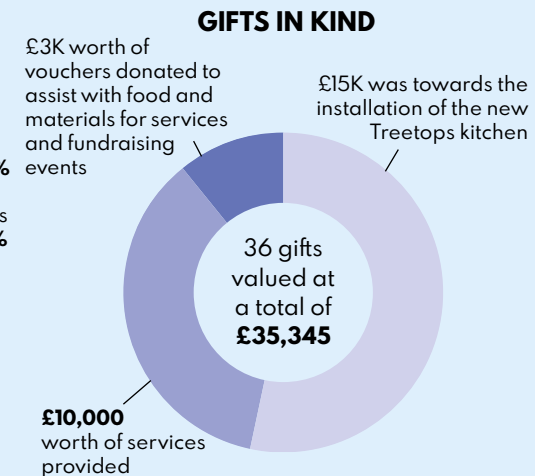 GIFTS IN KIND
£3K worth of
vouchers donated to
assist with food and
materials for services
and fundraising
events
%
s
%
£15K was towards the
installation of the new
Treetops kitchen
36 gifts
valued at
a total of
£35,345
£10,000
worth of services
provided